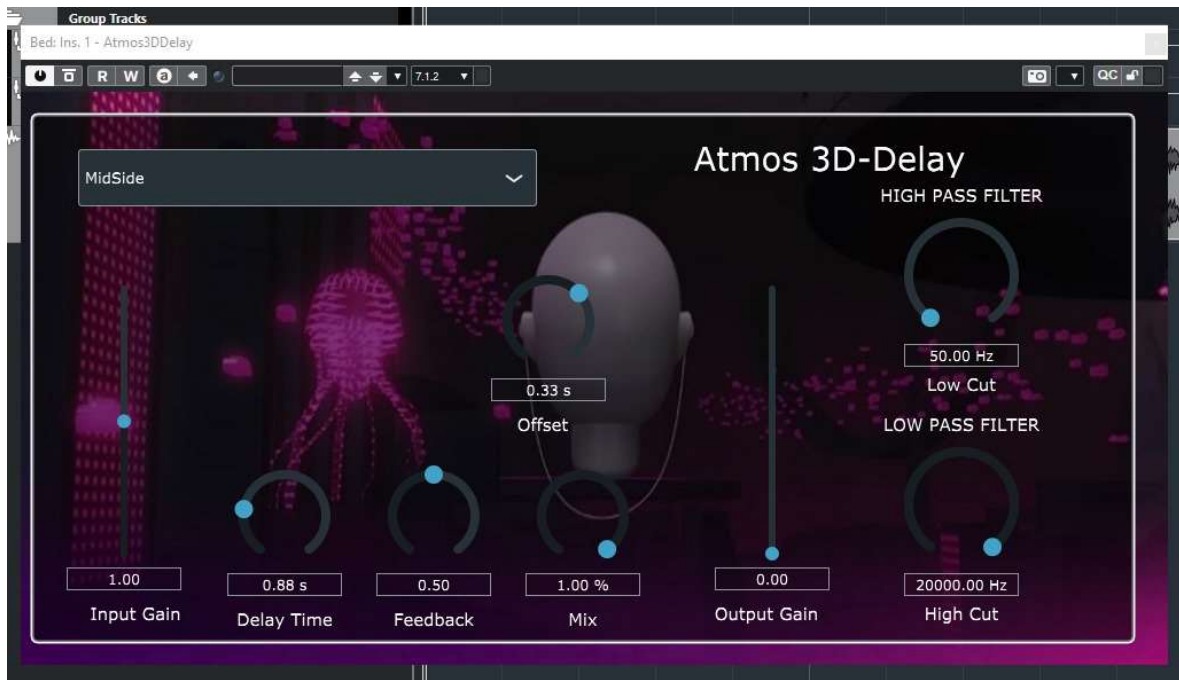 Group Tracks
Bed: Ins. 1 - Atmos3DDelay
R W a 7.1.2 QC
MidSide
Atmos 3D-Delay
HIGH PASS FILTER
50.00 Hz
Low Cut
0.33 s
Offset
LOW PASS FILTER
1.00 0.88 s 0.50 1.00 % 0.00 20000.00 Hz
Input Gain Delay Time Feedback Mix Output Gain High Cut